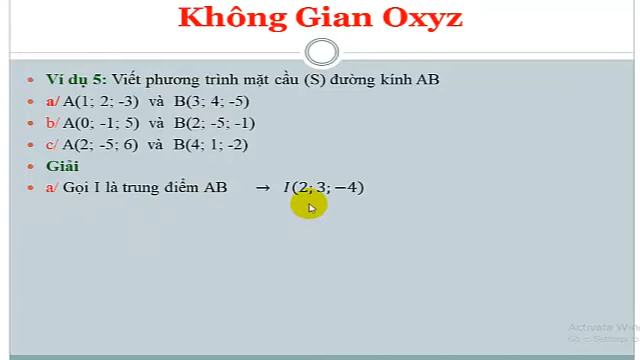 Không Gian Oxyz
Ví dụ 5: Viết phương trình mặt cầu (S) đường kính AB
a/ A(1; 2; -3) và B(3; 4; -5)
b/ A(0; -1; 5) và B(2; -5; -1)
c/ A(2; -5; 6) và B(4; 1; -2)
Giải
a/ Gọi I là trung điểm AB → I(2; 3; −4)
Activate Win